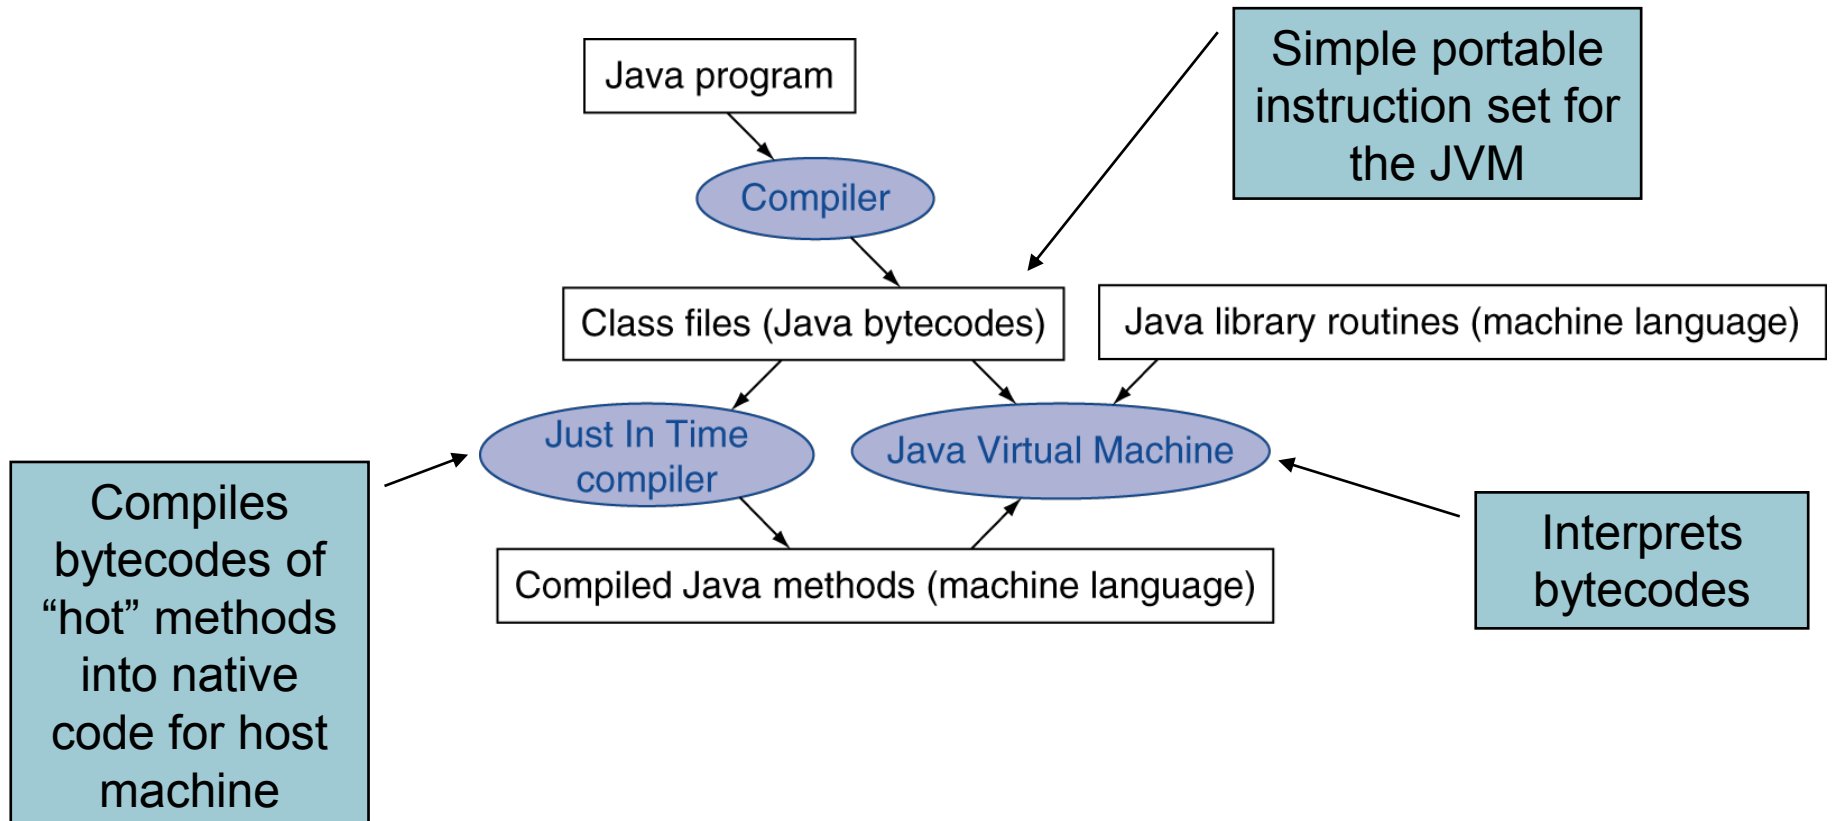 Java program
Simple portable
instruction set for
the JVM
Compiler
Class files (Java bytecodes)
Java library routines (machine language)
Just In Time
compiler
Java Virtual Machine
Compiles
bytecodes of
“hot” methods
into native
code for host
machine
Interprets
bytecodes
Compiled Java methods (machine language)